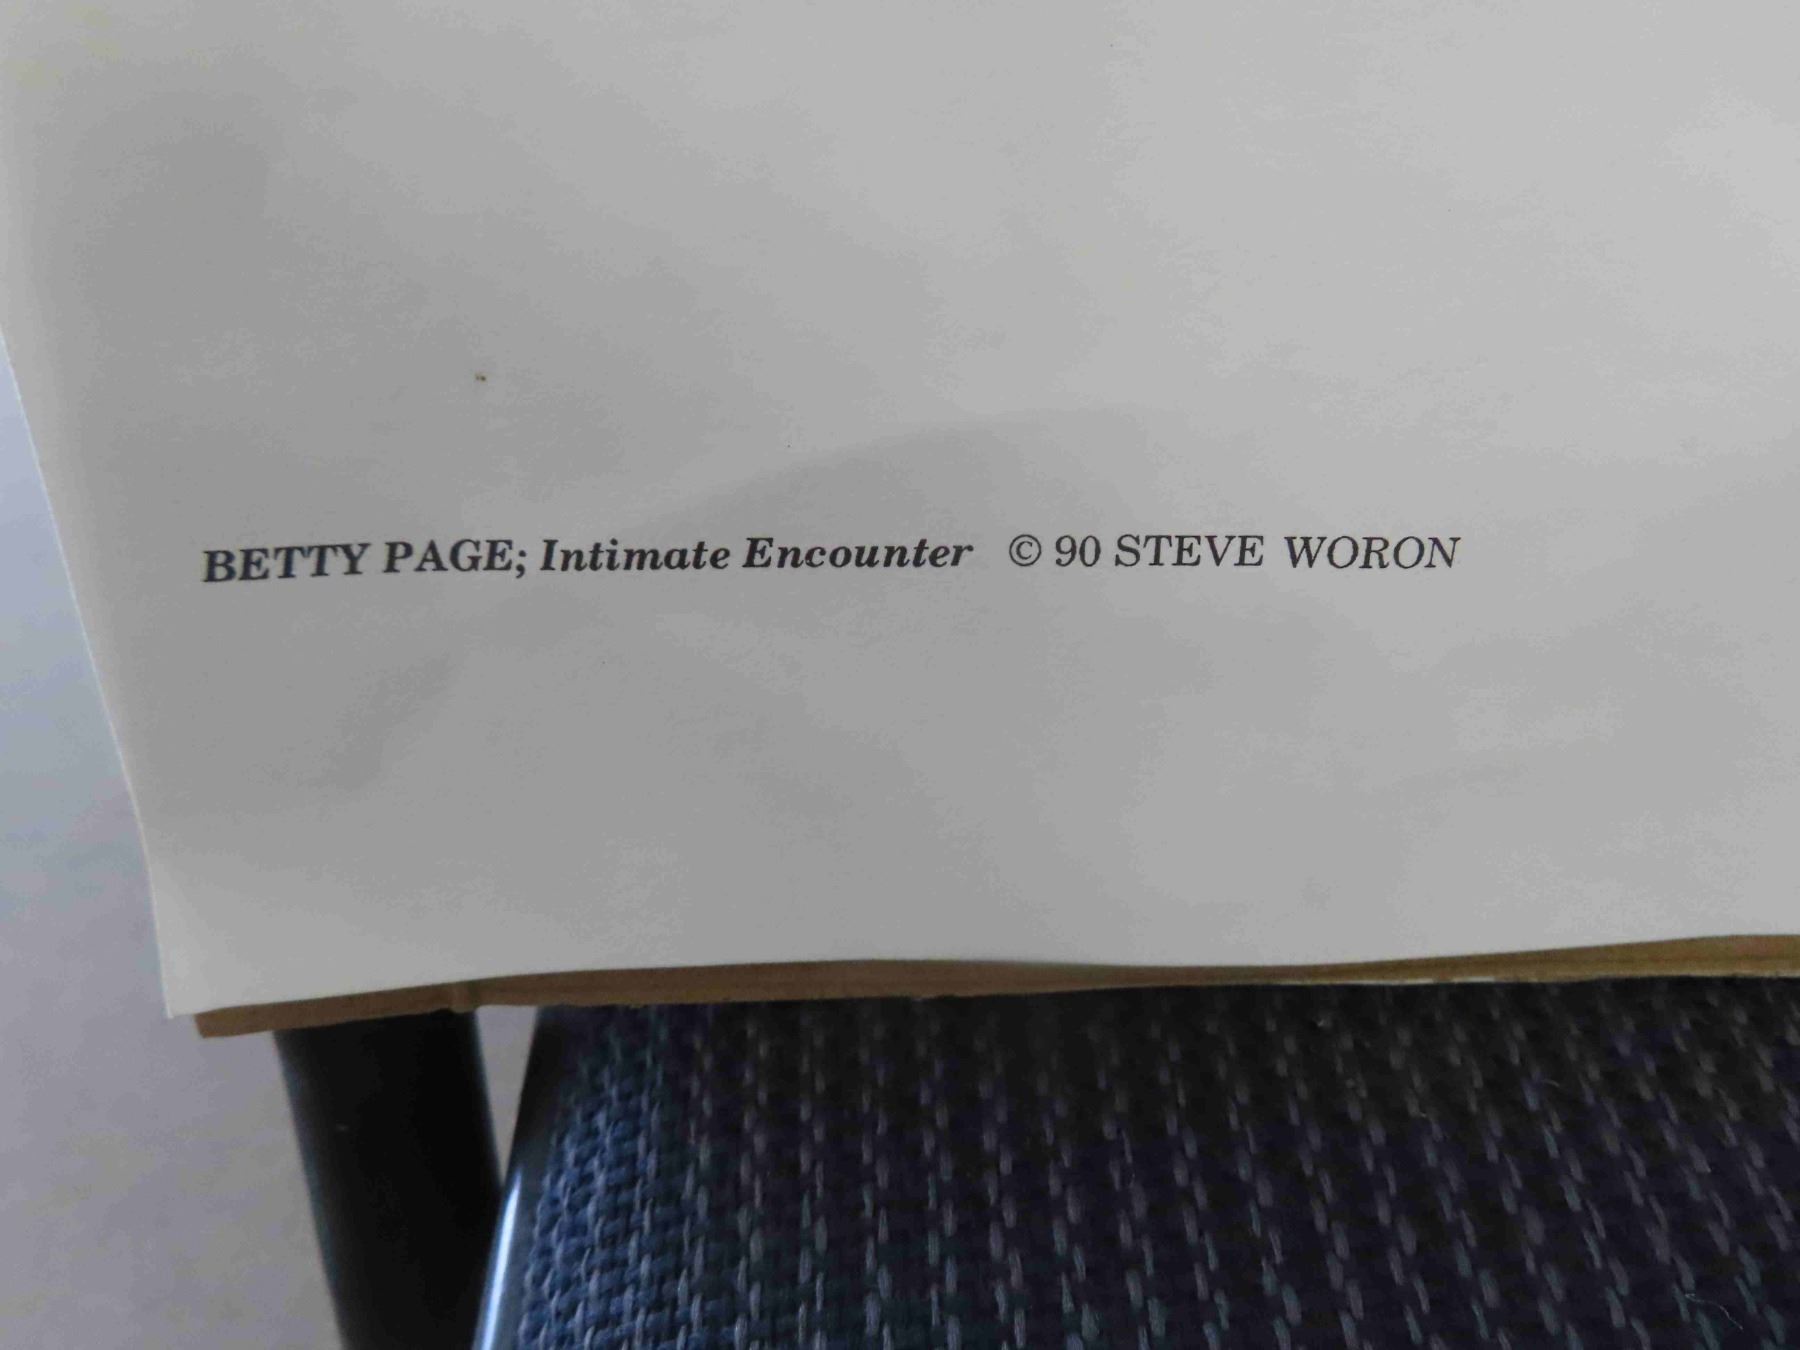 BETTY PAGE; Intimate Encounter © 90 STEVE WORON